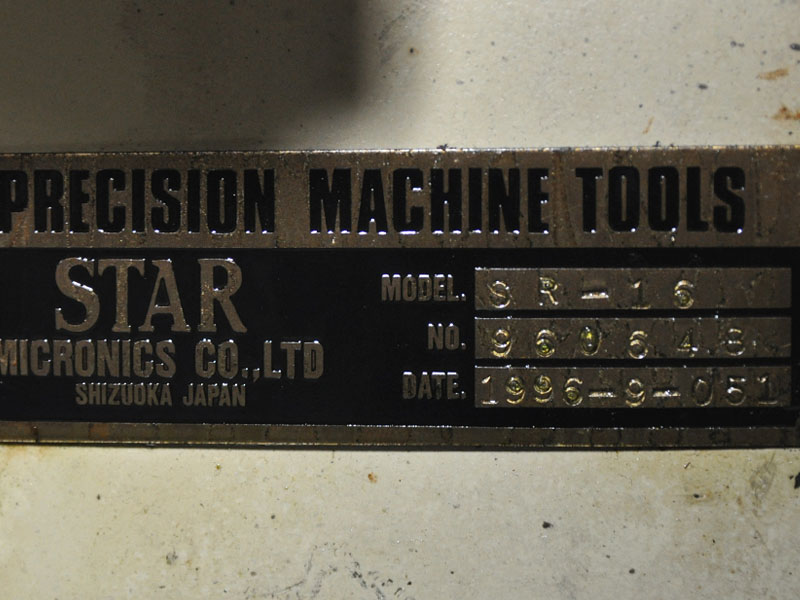 PRECISION MACHINE TOOLS
STAR
MICRONICS CO.,LTD
SHIZUOKA JAPAN
MODEL. SR-16
NO. 960648
DATE. 1996-9-051